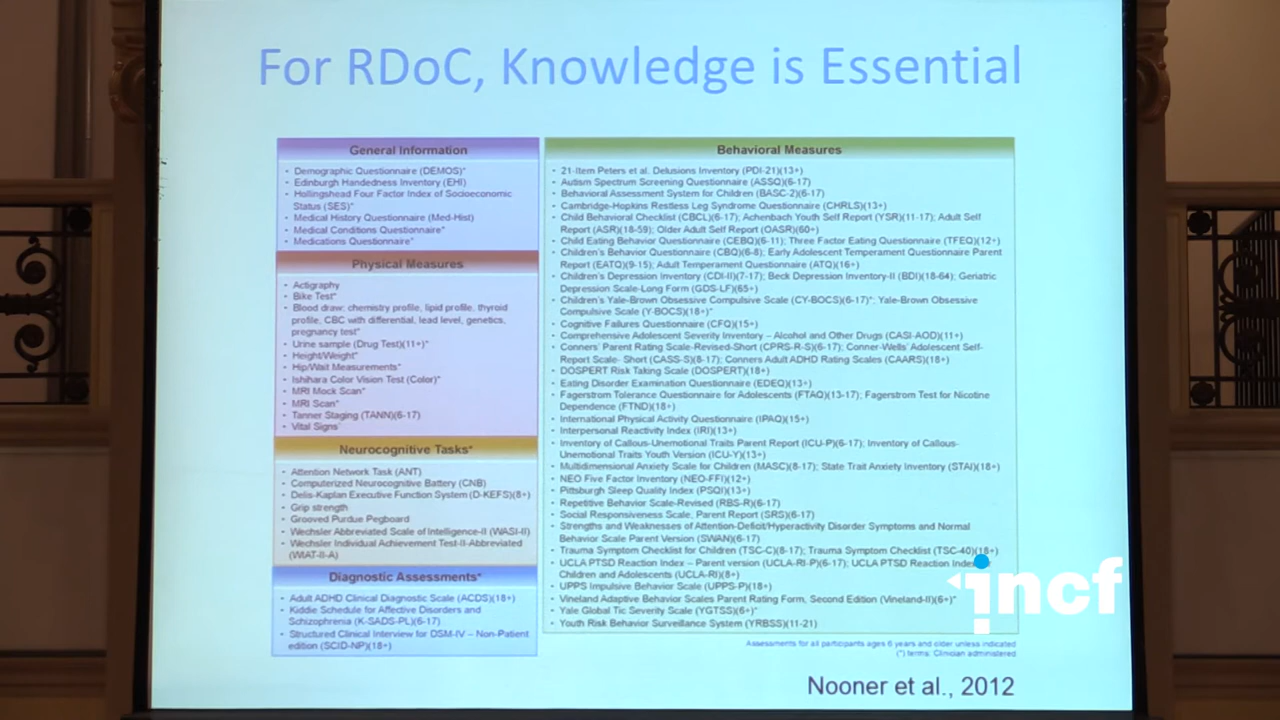 For RDoC, Knowledge is Essential
General Information
• Demographic Questionnaire (DEMOS)*
• Edinburgh Handedness Inventory (EHI)
• Hollingshead Four Factor Index of Socioeconomic
Status (SES)*
• Medical History Questionnaire (Med-Hist)
• Medical Conditions Questionnaire*
• Medications Questionnaire*
Physical Measures
• Actigraphy
• Bike Test*
• Blood draw: chemistry profile, lipid profile, thyroid
profile, CBC with differential, lead level, genetics,
pregnancy test*
• Urine sample (Drug Test)(11+)*
• Height/Weight*
• Hip/Wait Measurements*
• Ishihara Color Vision Test (Color)*
• MRI Mock Scan*
• MRI Scan*
• Tanner Staging (TANN)(6-17)
• Vital Signs*
Neurocognitive Tasks*
• Attention Network Task (ANT)
• Computerized Neurocognitive Battery (CNB)
• Delis-Kaplan Executive Function System (D-KEFS)(8+)
• Grip strength
• Grooved Purdue Pegboard
• Wechsler Abbreviated Scale of Intelligence-II (WASI-II)
• Wechsler Individual Achievement Test-II-Abbreviated
(WIAT-II-A)
Diagnostic Assessments*
• Adult ADHD Clinical Diagnostic Scale (ACDS)(18+)
• Kiddie Schedule for Affective Disorders and
Schizophrenia (K-SADS-PL)(6-17)
• Structured Clinical Interview for DSM-IV – Non-Patient
edition (SCID-NP)(18+)
Behavioral Measures
• 21-Item Peters et al. Delusions Inventory (PDI-21)(13+)
• Autism Spectrum Screening Questionnaire (ASSQ)(6-17)
• Behavioral Assessment System for Children (BASC-2)(6-17)
• Cambridge-Hopkins Restless Leg Syndrome Questionnaire (CHRLS)(13+)
• Child Behavioral Checklist (CBCL)(6-17); Achenbach Youth Self Report (YSR)(11-17); Adult Self
Report (ASR)(18-59); Older Adult Self Report (OASR)(60+)
• Child Eating Behavior Questionnaire (CEBQ)(6-11); Three Factor Eating Questionnaire (TFEQ)(12+)
• Children's Behavior Questionnaire (CBQ)(6-8); Early Adolescent Temperament Questionnaire Parent
Report (EATQ)(9-15); Adult Temperament Questionnaire (ATQ)(16+)
• Children's Depression Inventory (CDI-II)(7-17); Beck Depression Inventory-II (BDI)(18-64); Geriatric
Depression Scale-Long Form (GDS-LF)(65+)
• Children's Yale-Brown Obsessive Compulsive Scale (CY-BOCS)(6-17)*; Yale-Brown Obsessive
Compulsive Scale (Y-BOCS)(18+)*
• Cognitive Failures Questionnaire (CFQ)(15+)
• Comprehensive Adolescent Severity Inventory – Alcohol and Other Drugs (CASI-AOD)(11+)
• Conners' Parent Rating Scale-Revised-Short (CPRS-R-S)(6-17); Conner-Wells' Adolescent Self-
Report Scale- Short (CASS-S)(8-17); Conners Adult ADHD Rating Scales (CAARS)(18+)
• DOSPERT Risk Taking Scale (DOSPERT)(18+)
• Eating Disorder Examination Questionnaire (EDEQ)(13+)
• Fagerstrom Tolerance Questionnaire for Adolescents (FTAQ)(13-17); Fagerstrom Test for Nicotine
Dependence (FTND)(18+)
• International Physical Activity Questionnaire (IPAQ)(15+)
• Interpersonal Reactivity Index (IRI)(13+)
• Inventory of Callous-Unemotional Traits Parent Report (ICU-P)(6-17); Inventory of Callous-
Unemotional Traits Youth Version (ICU-Y)(13+)
• Multidimensional Anxiety Scale for Children (MASC)(8-17); State Trait Anxiety Inventory (STAI)(18+)
• NEO Five Factor Inventory (NEO-FFI)(12+)
• Pittsburgh Sleep Quality Index (PSQI)(13+)
• Repetitive Behavior Scale-Revised (RBS-R)(6-17)
• Social Responsiveness Scale, Parent Report (SRS)(6-17)
• Strengths and Weaknesses of Attention-Deficit/Hyperactivity Disorder Symptoms and Normal
Behavior Scale Parent Version (SWAN)(6-17)
• Trauma Symptom Checklist for Children (TSC-C)(8-17); Trauma Symptom Checklist (TSC-40)(18+)
• UCLA PTSD Reaction Index – Parent version (UCLA-RI-P)(6-17); UCLA PTSD Reaction Index
Children and Adolescents (UCLA-RI)(8+)
• UPPS Impulsive Behavior Scale (UPPS-P)(18+)
• Vineland Adaptive Behavior Scales Parent Rating Form, Second Edition (Vineland-II)(6+)*
• Yale Global Tic Severity Scale (YGTSS)(6+)*
• Youth Risk Behavior Surveillance System (YRBSS)(11-21)
Assessments for all participants ages 6 years and older unless indicated
(*) terms: Clinician administered
Nooner et al., 2012
incf